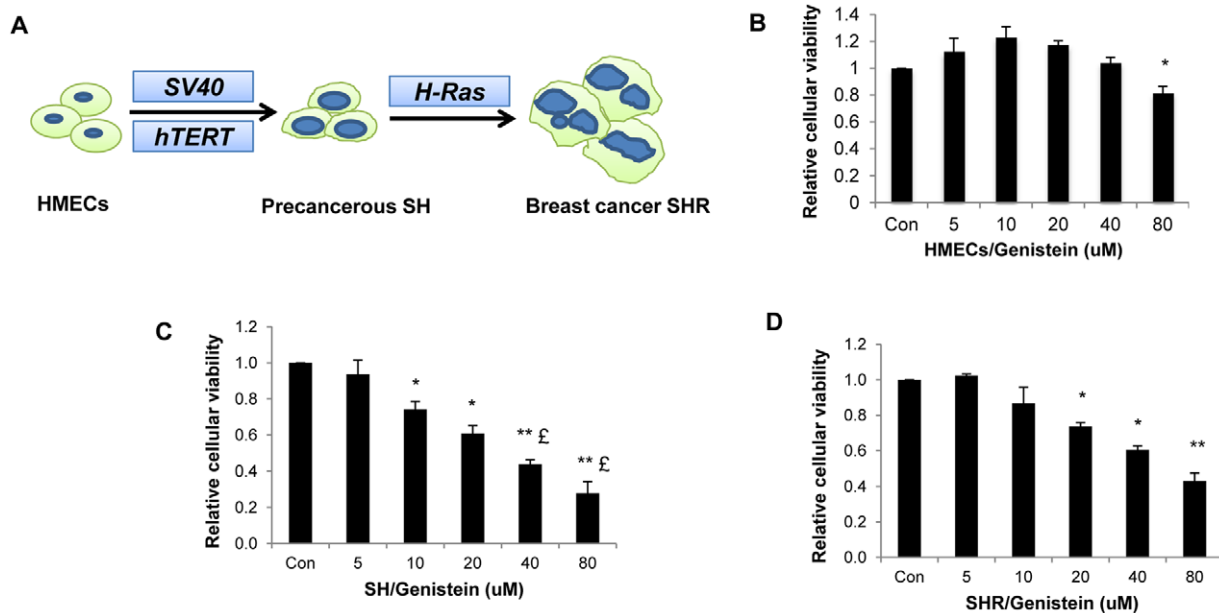 A
SV40
hTERT
H-Ras
HMECs
Precancerous SH
Breast cancer SHR
B
Relative cellular viability
1.4
1.2
1
0.8
0.6
0.4
0.2
0
*
Con 5 10 20 40 80
HMECs/Genistein (uM)
C
Relative cellular viability
1.2
1.0
0.8
0.6
0.4
0.2
0.0
* * ** £ ** £
Con 5 10 20 40 80
SH/Genistein (uM)
D
Relative cellular viability
1.2
1.0
0.8
0.6
0.4
0.2
0.0
* * **
Con 5 10 20 40 80
SHR/Genistein (uM)